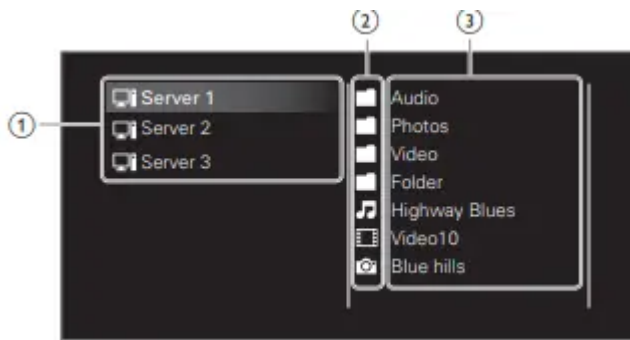 ② ③
①
Server 1
Server 2
Server 3
Audio
Photos
Video
Folder
Highway Blues
Video10
Blue hills